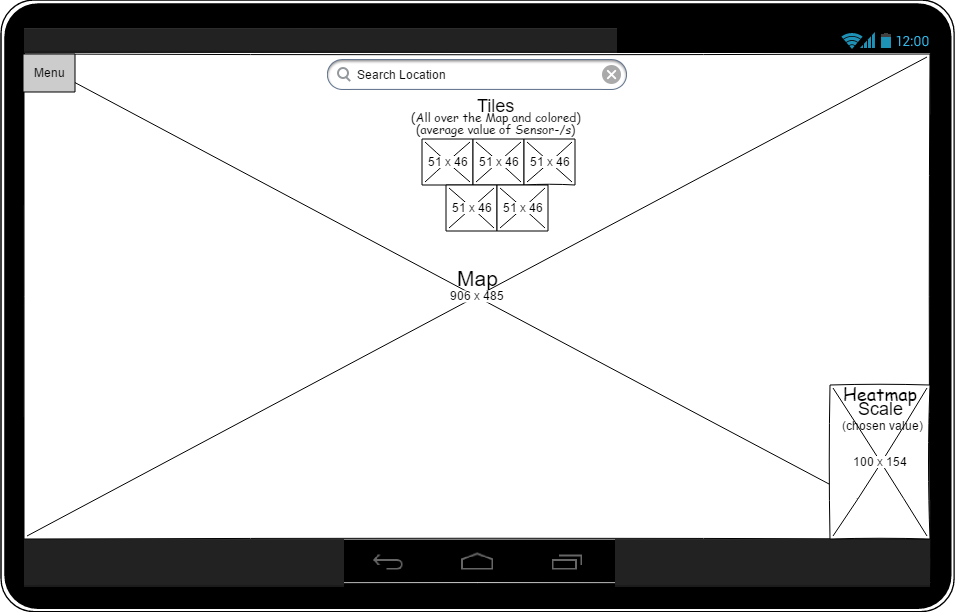 12:00
Menu
Search Location
Tiles
(All over the Map and colored)
(average value of Sensor-/s)
51 x 46 51 x 46 51 x 46
51 x 46 51 x 46
Map
906 x 485
Heatmap
Scale
(chosen value)
100 x 154